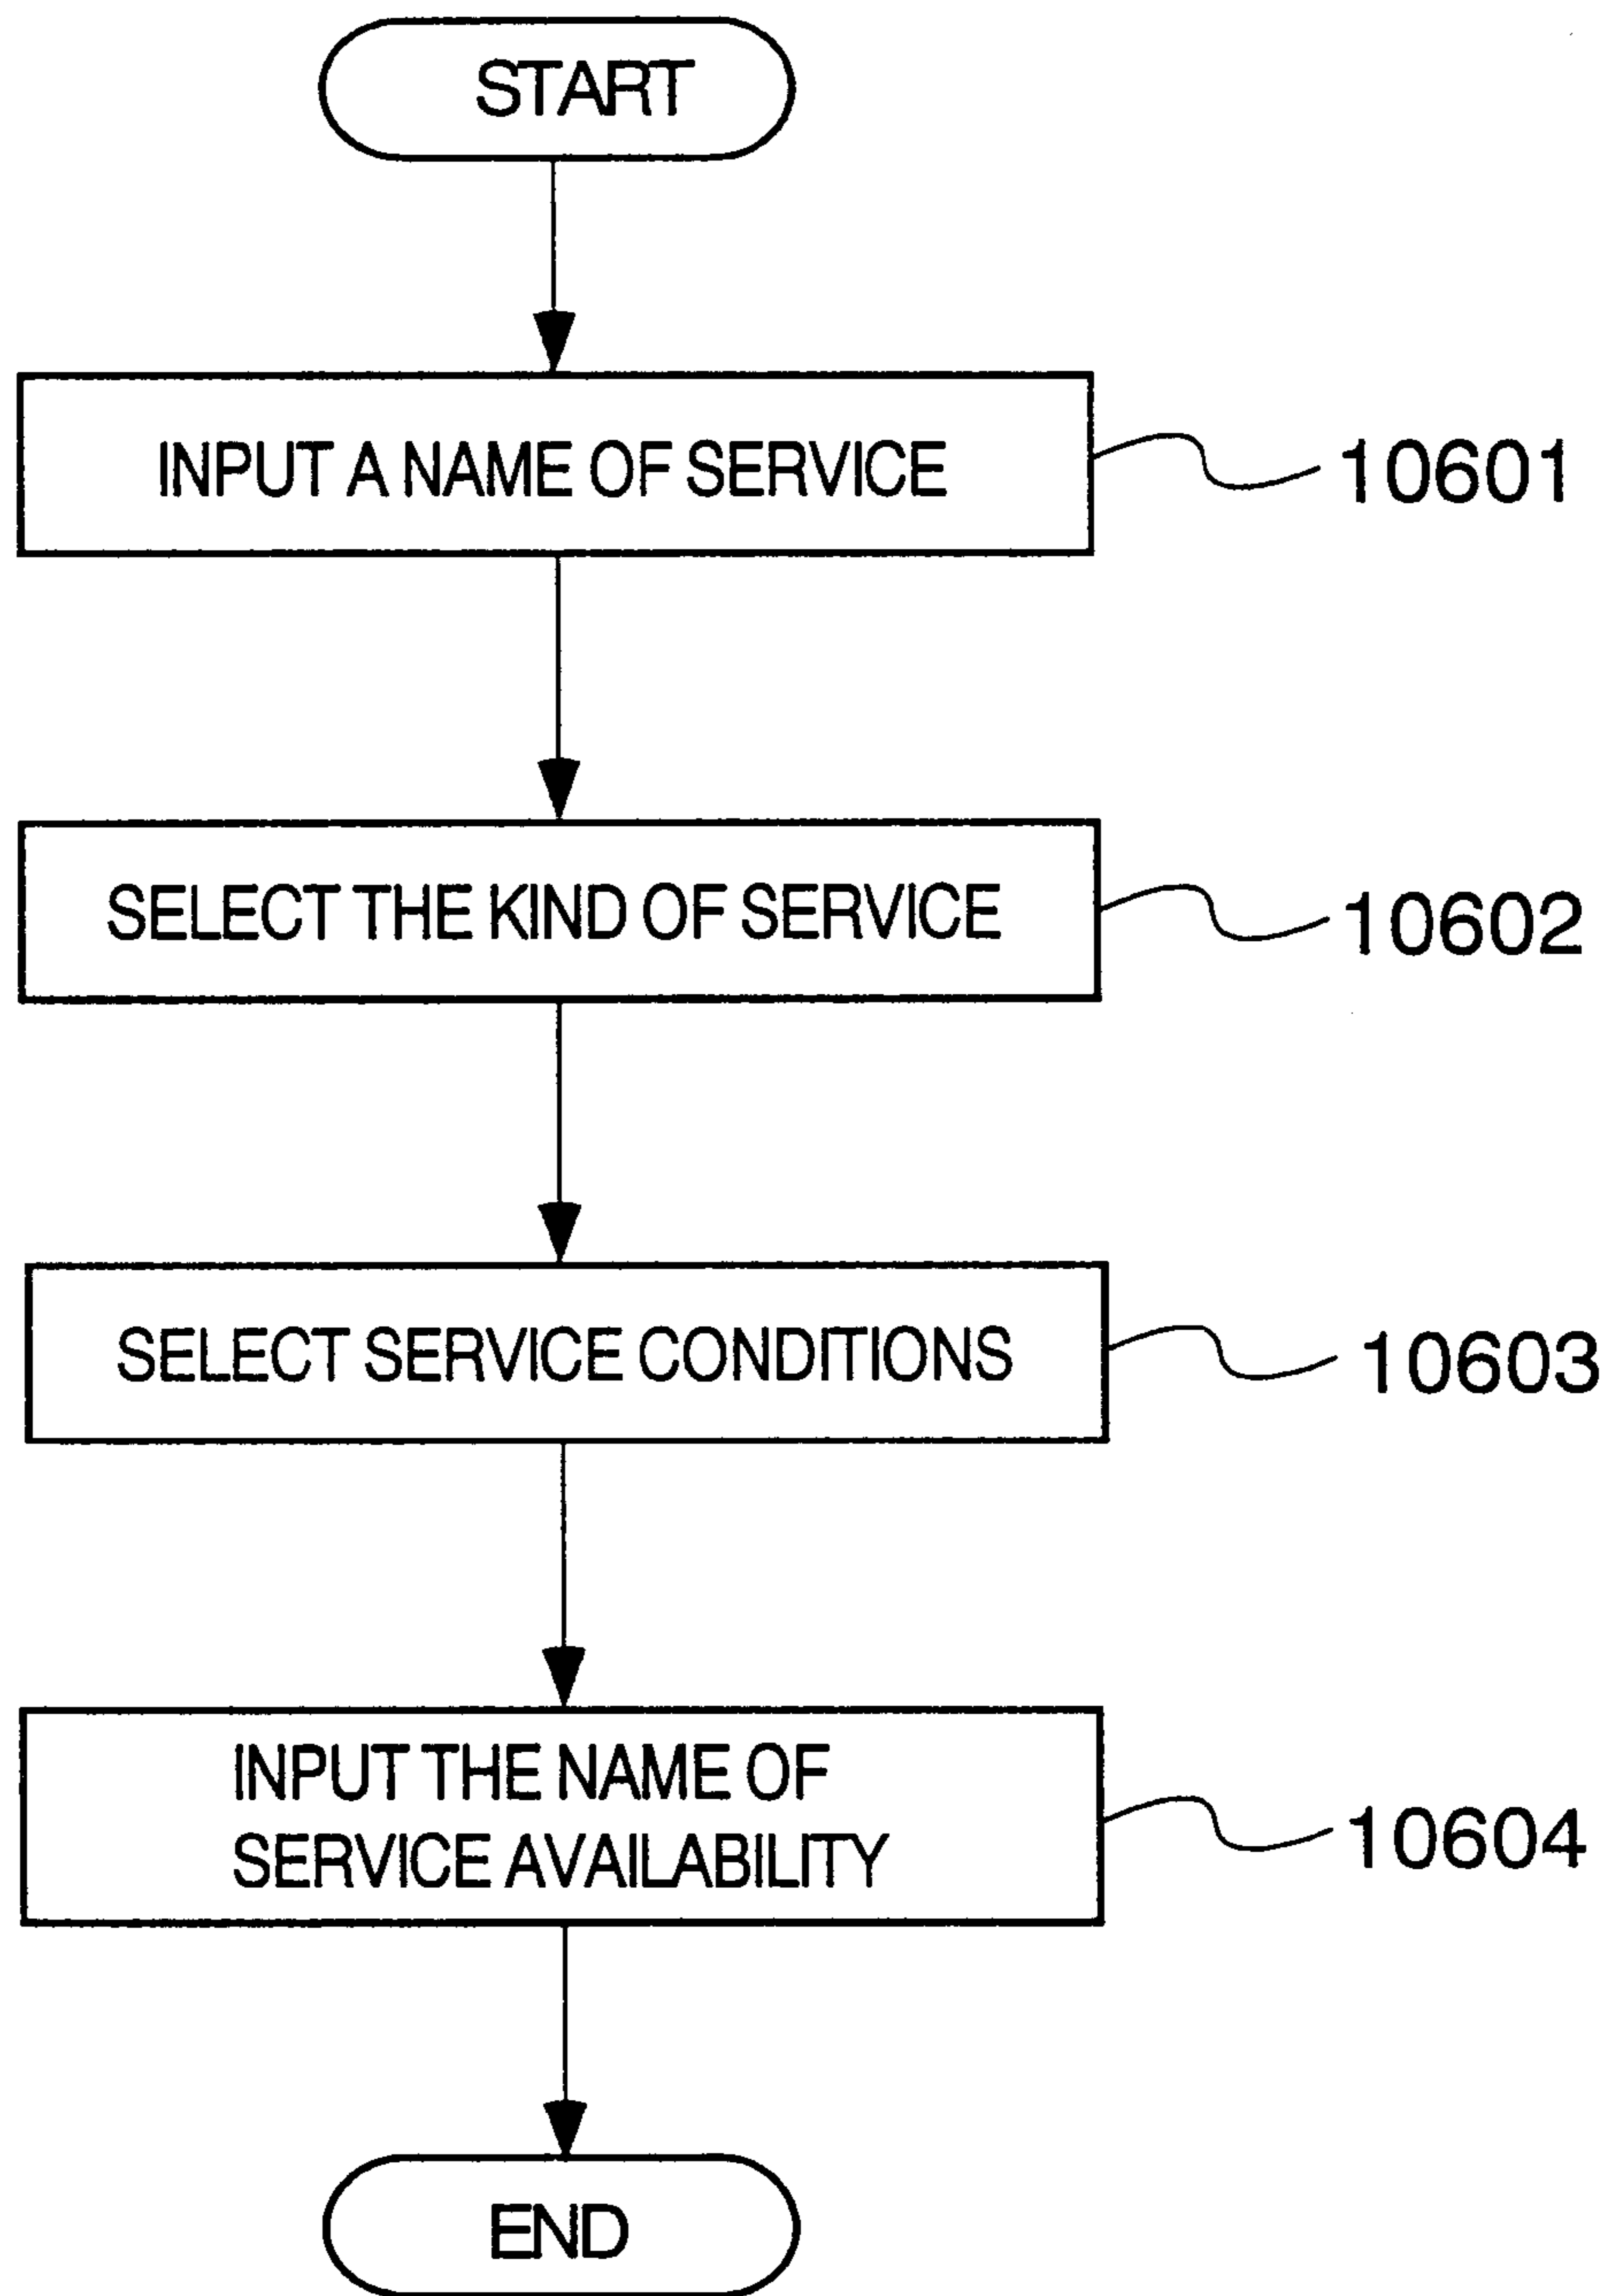 START
INPUT A NAME OF SERVICE
10601
SELECT THE KIND OF SERVICE
10602
SELECT SERVICE CONDITIONS
10603
INPUT THE NAME OF
SERVICE AVAILABILITY
10604
END